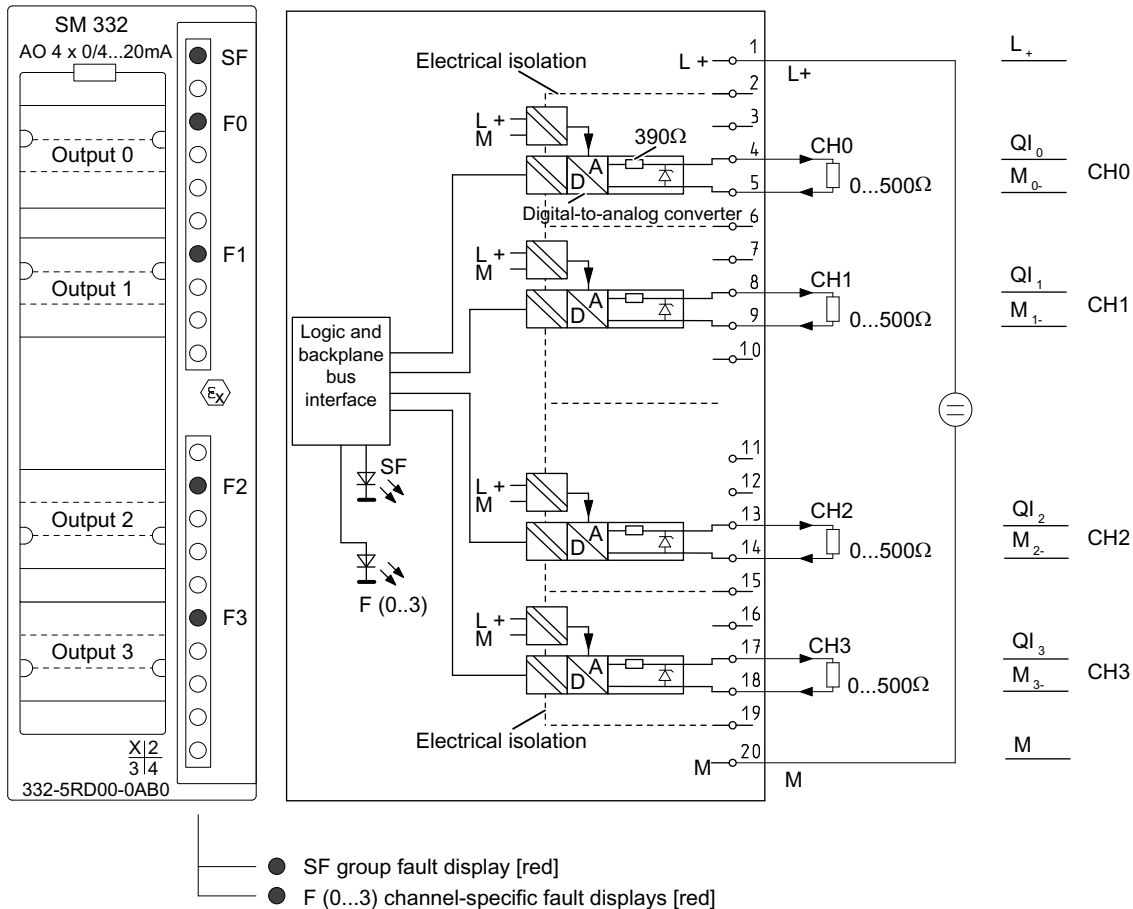 SM 332
AO 4 x 0/4...20mA
SF
F0
Output 0
F1
Output 1
εx
F2
Output 2
F3
Output 3
X 2
3 4
332-5RD00-0AB0
Electrical isolation
L +
1
L+
2
3
L +
M
390Ω
4
CH0
D A
5
0...500Ω
Digital-to-analog converter
6
7
L +
M
8
CH1
D A
9
0...500Ω
10
Logic and
backplane
bus
interface
SF
F (0..3)
11
12
L +
M
13
CH2
D A
14
0...500Ω
15
16
L +
M
17
CH3
D A
18
0...500Ω
19
Electrical isolation
M
20
M
L+
QI0
M0-
CH0
QI1
M1-
CH1
QI2
M2-
CH2
QI3
M3-
CH3
M
SF group fault display [red]
F (0...3) channel-specific fault displays [red]